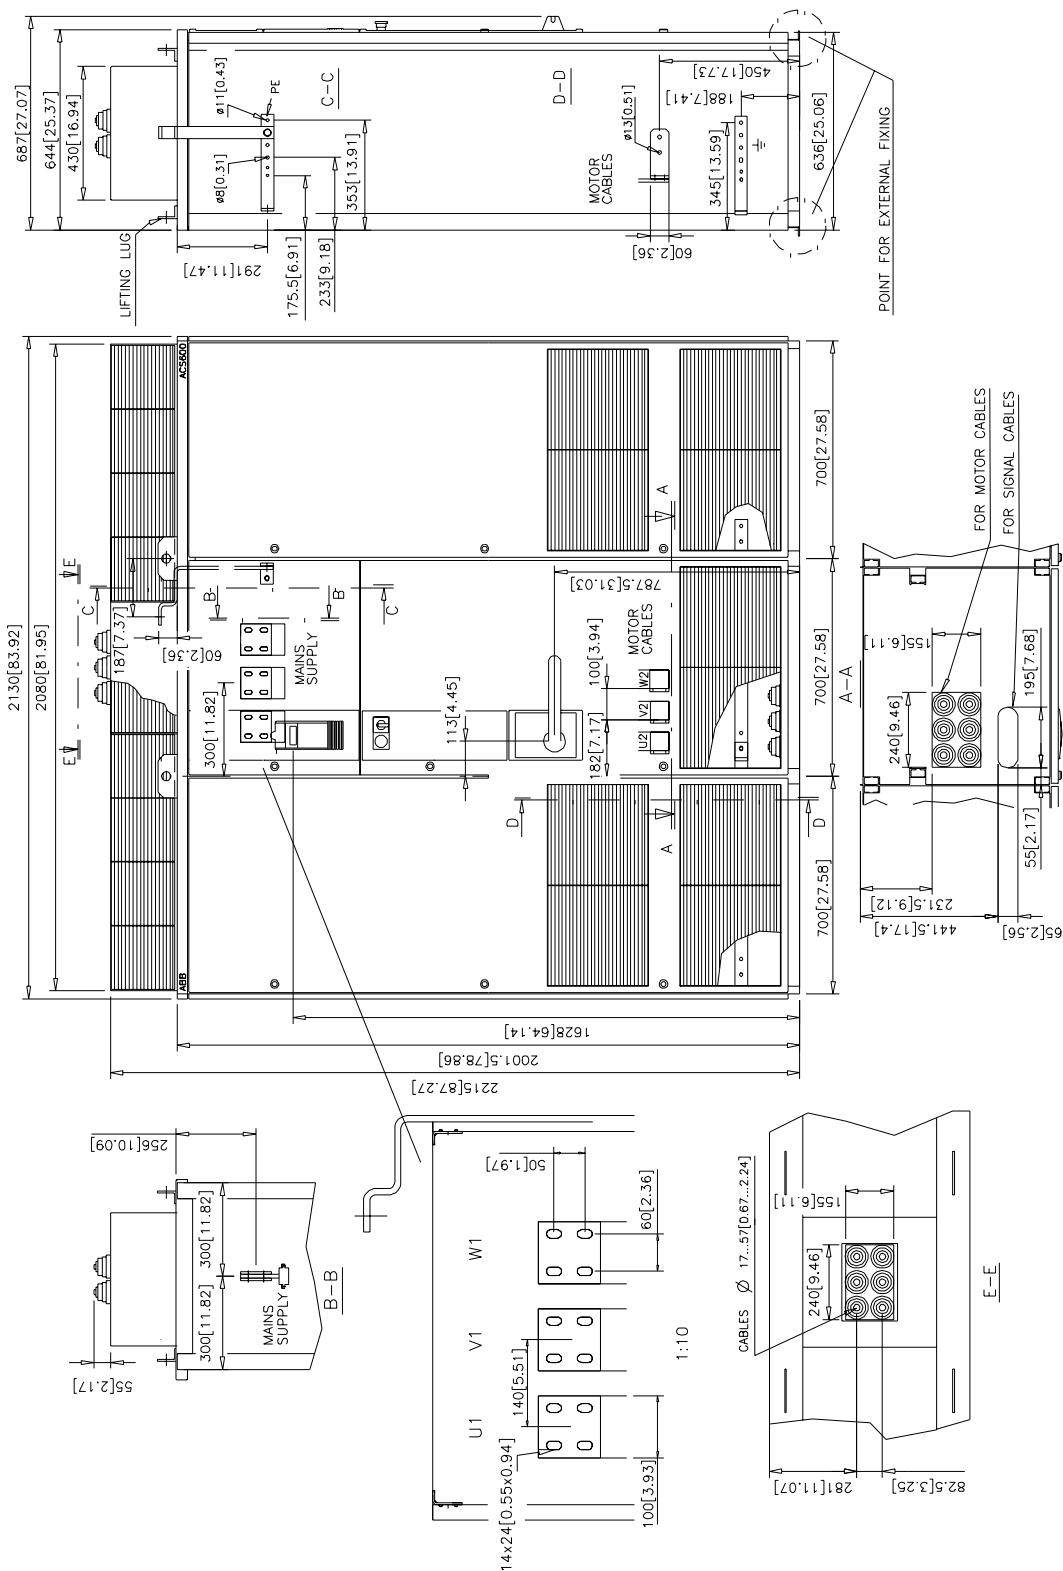 687[27.07]
644[25.37]
430[16.94]
ø11[0.43]
PE
ø8[0.31]
C-C
353[13.91]
LIFTING LUG
291[11.47]
175.5[6.91]
233[9.18]
D-D
450[17.73]
188[7.41]
ø13[0.51]
MOTOR
CABLES
345[13.59]
60[2.36]
636[25.06]
POINT FOR EXTERNAL FIXING
2130[83.92]
2080[81.95]
ACS600
ABB
E
E
C
C
B
B
187[7.37]
60[2.36]
MAINS
SUPPLY
300[11.82]
113[4.45]
787.5[31.03]
MOTOR
CABLES
100[3.94]
182[7.17]
W2
V2
U2
A
A
D
D
700[27.58]
700[27.58]
700[27.58]
1628[64.14]
2001.5[78.86]
2215[87.27]
FOR MOTOR CABLES
FOR SIGNAL CABLES
A-A
155[6.11]
240[9.46]
195[7.68]
55[2.17]
231.5[9.12]
441.5[17.4]
65[2.56]
256[10.09]
300[11.82]
300[11.82]
MAINS
SUPPLY
B-B
55[2.17]
50[1.97]
60[2.36]
W1
V1
U1
140[5.51]
14x24[0.55x0.94]
100[3.93]
1:10
CABLES Ø 17...57[0.67...2.24]
155[6.11]
240[9.46]
E-E
281[11.07]
82.5[3.25]